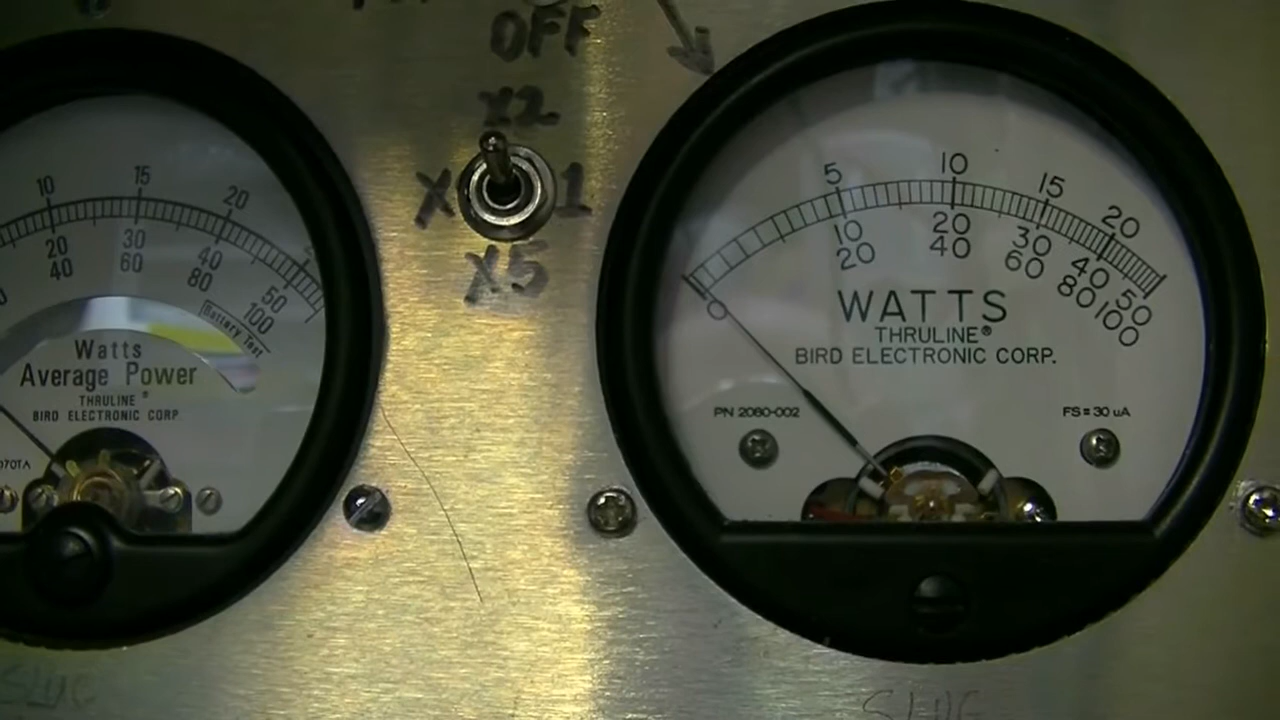 OFF
X2
X 1
X5
10 15 20
20 30 40 50
40 60 80 100
Battery Test
Watts
Average Power
THRULINE ®
BIRD ELECTRONIC CORP
5 10 15 20
0 10 20 30 40 50
20 40 60 80 100
WATTS
THRULINE®
BIRD ELECTRONIC CORP.
PN 2080-002 FS = 30 uA